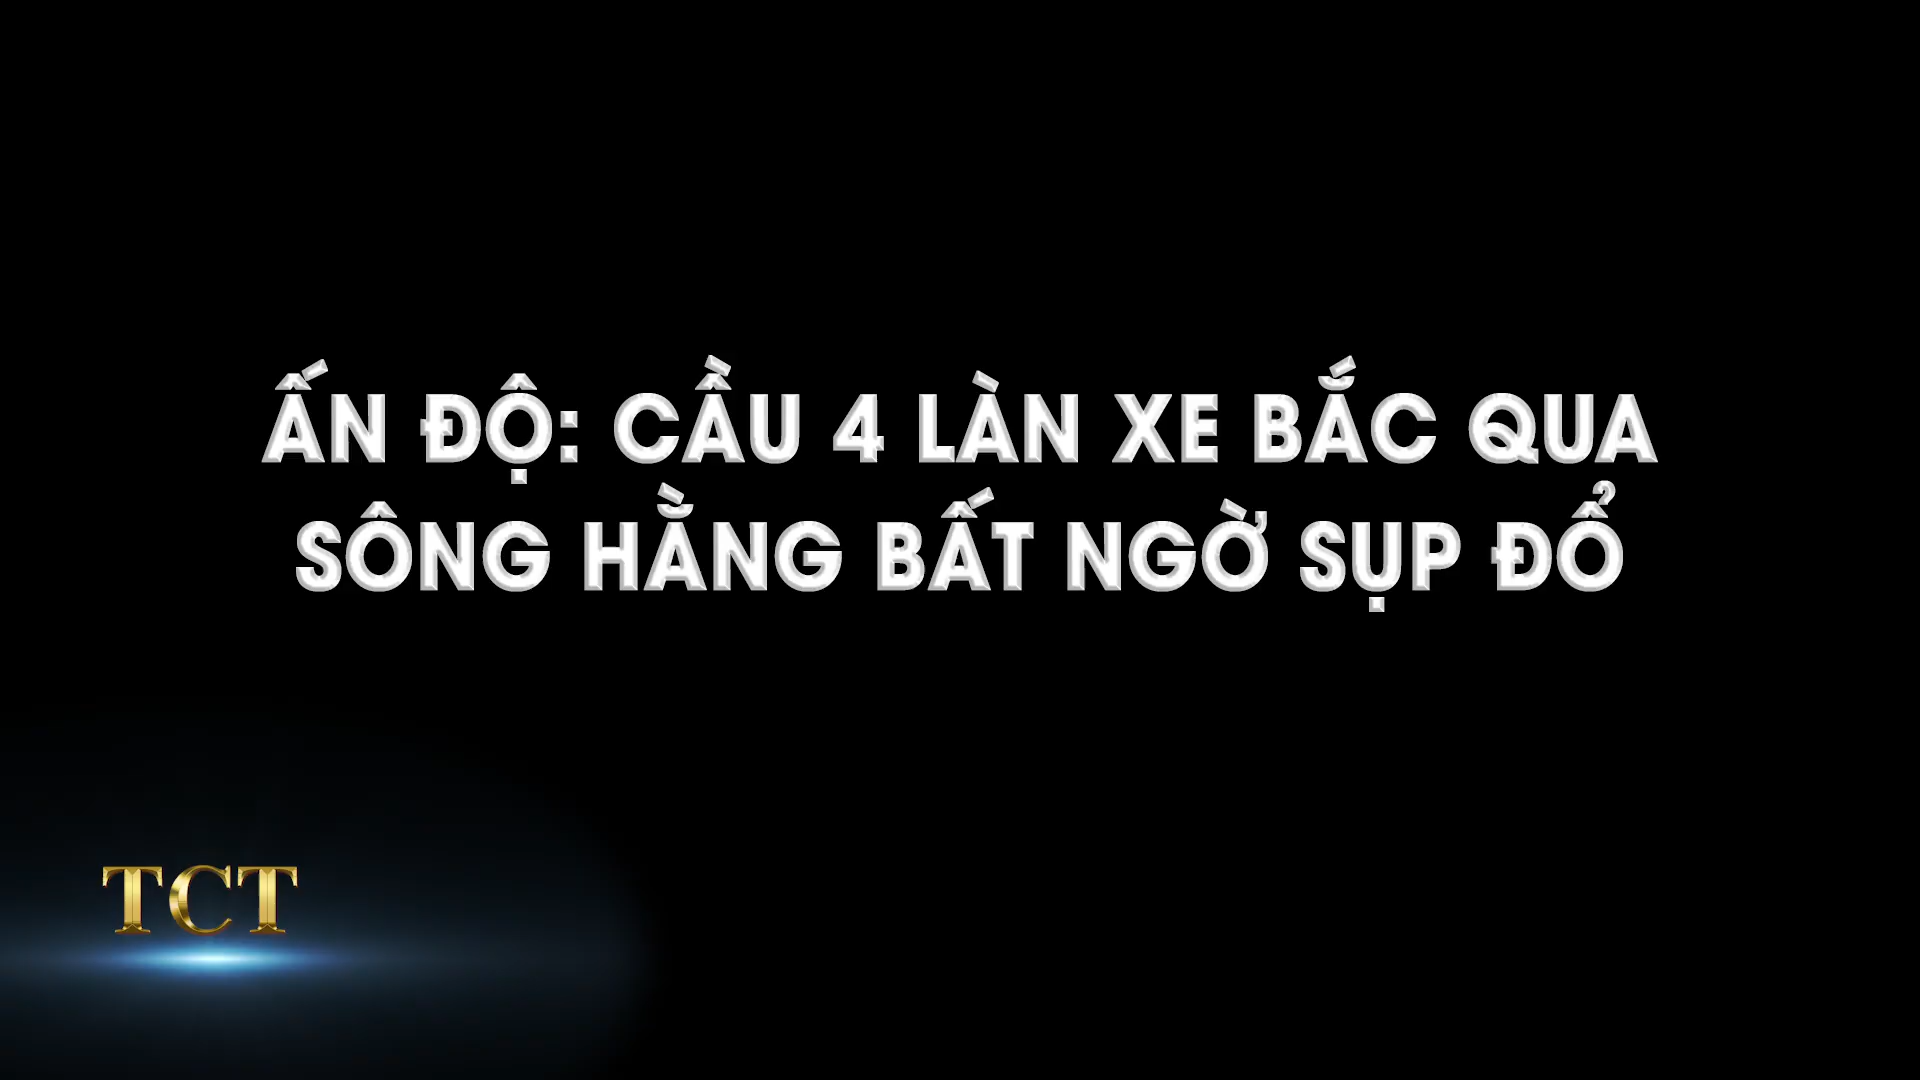 ẤN ĐỘ: CẦU 4 LÀN XE BẮC QUA
SÔNG HẰNG BẤT NGỜ SỤP ĐỔ
TCT